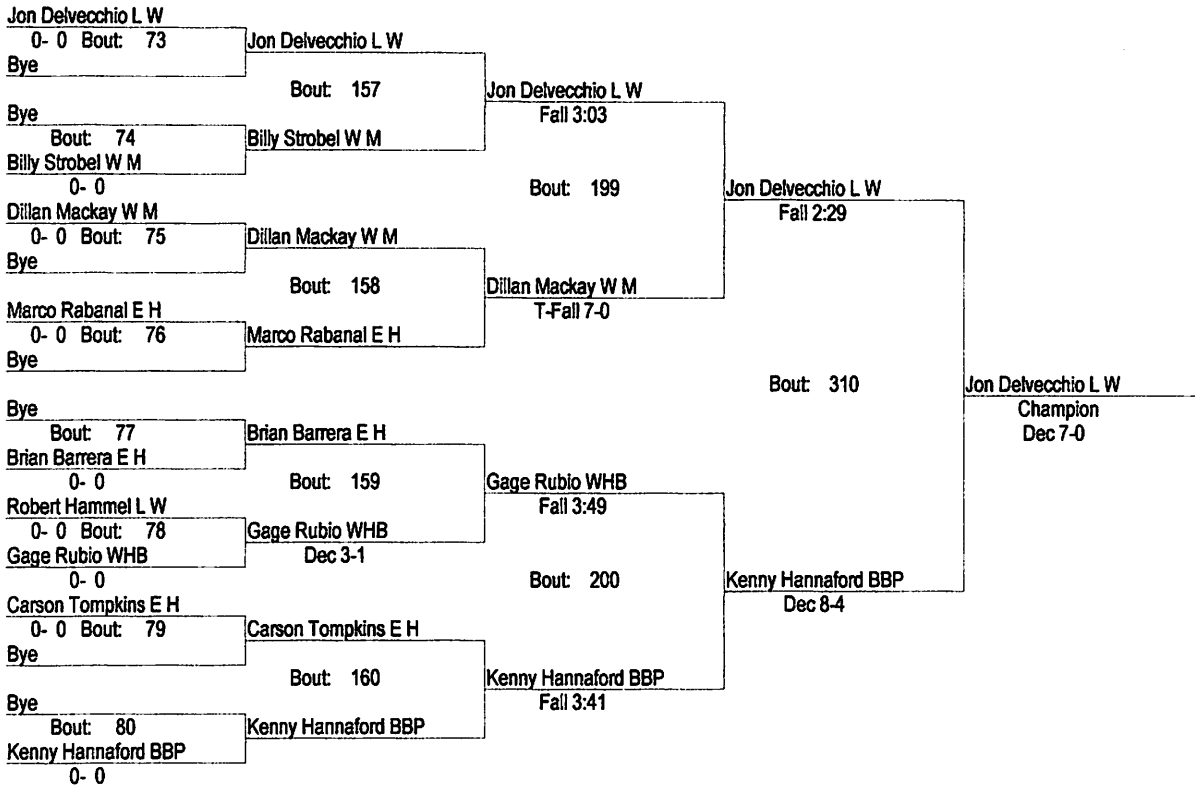 Jon Delvecchio L W
0- 0 Bout: 73
Bye
Bye
Bout: 74
Billy Strobel W M
0- 0
Dillan Mackay W M
0- 0 Bout: 75
Bye
Marco Rabanal E H
0- 0 Bout: 76
Bye
Bye
Bout: 77
Brian Barrera E H
0- 0
Robert Hammel L W
0- 0 Bout: 78
Gage Rubio WHB
0- 0
Carson Tompkins E H
0- 0 Bout: 79
Bye
Bye
Bout: 80
Kenny Hannaford BBP
0- 0
Jon Delvecchio L W
Bout: 157
Billy Strobel W M
Dillan Mackay W M
Bout: 158
Marco Rabanal E H
Brian Barrera E H
Bout: 159
Gage Rubio WHB
Dec 3-1
Carson Tompkins E H
Bout: 160
Kenny Hannaford BBP
Jon Delvecchio L W
Fall 3:03
Bout: 199
Dillan Mackay W M
T-Fall 7-0
Gage Rubio WHB
Fall 3:49
Bout: 200
Kenny Hannaford BBP
Fall 3:41
Jon Delvecchio L W
Fall 2:29
Bout: 310
Kenny Hannaford BBP
Dec 8-4
Jon Delvecchio L W
Champion
Dec 7-0